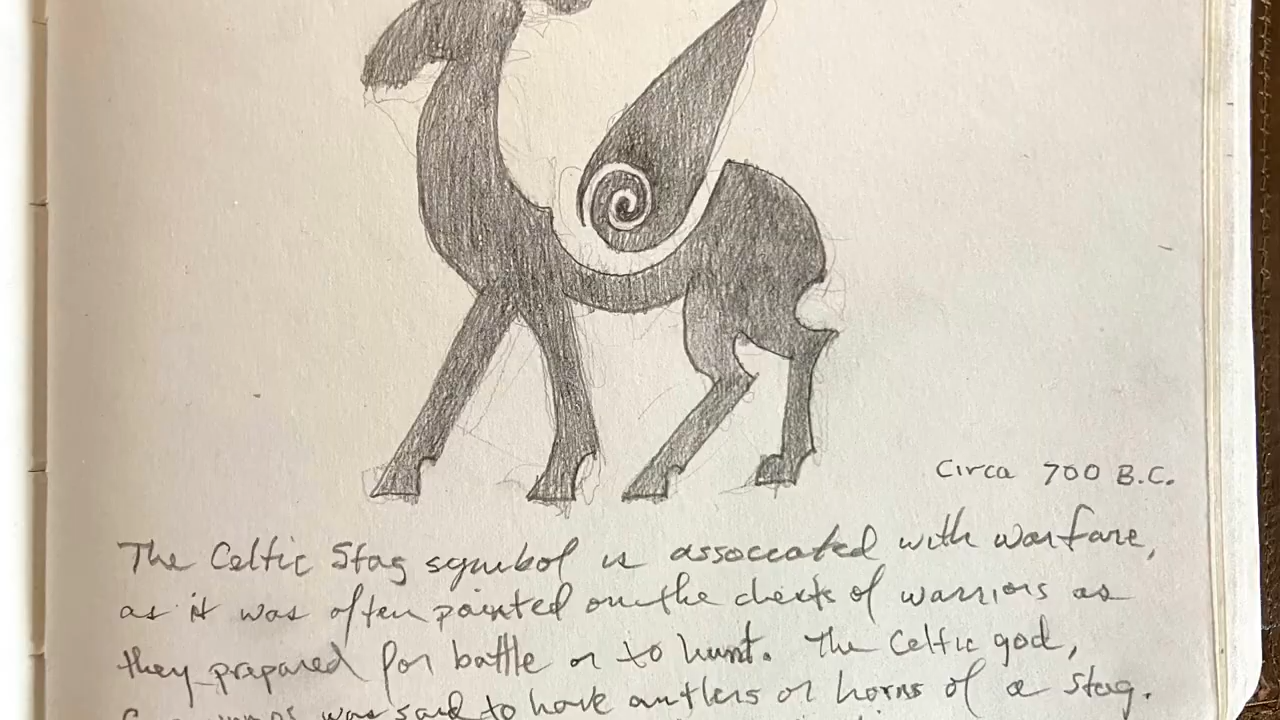 Circa 700 B.C.
The Celtic Stag symbol is associated with warfare,
as it was often painted on the chests of warriors as
they prepared for battle or to hunt. The Celtic god,
was said to have antlers or horns of a stag.